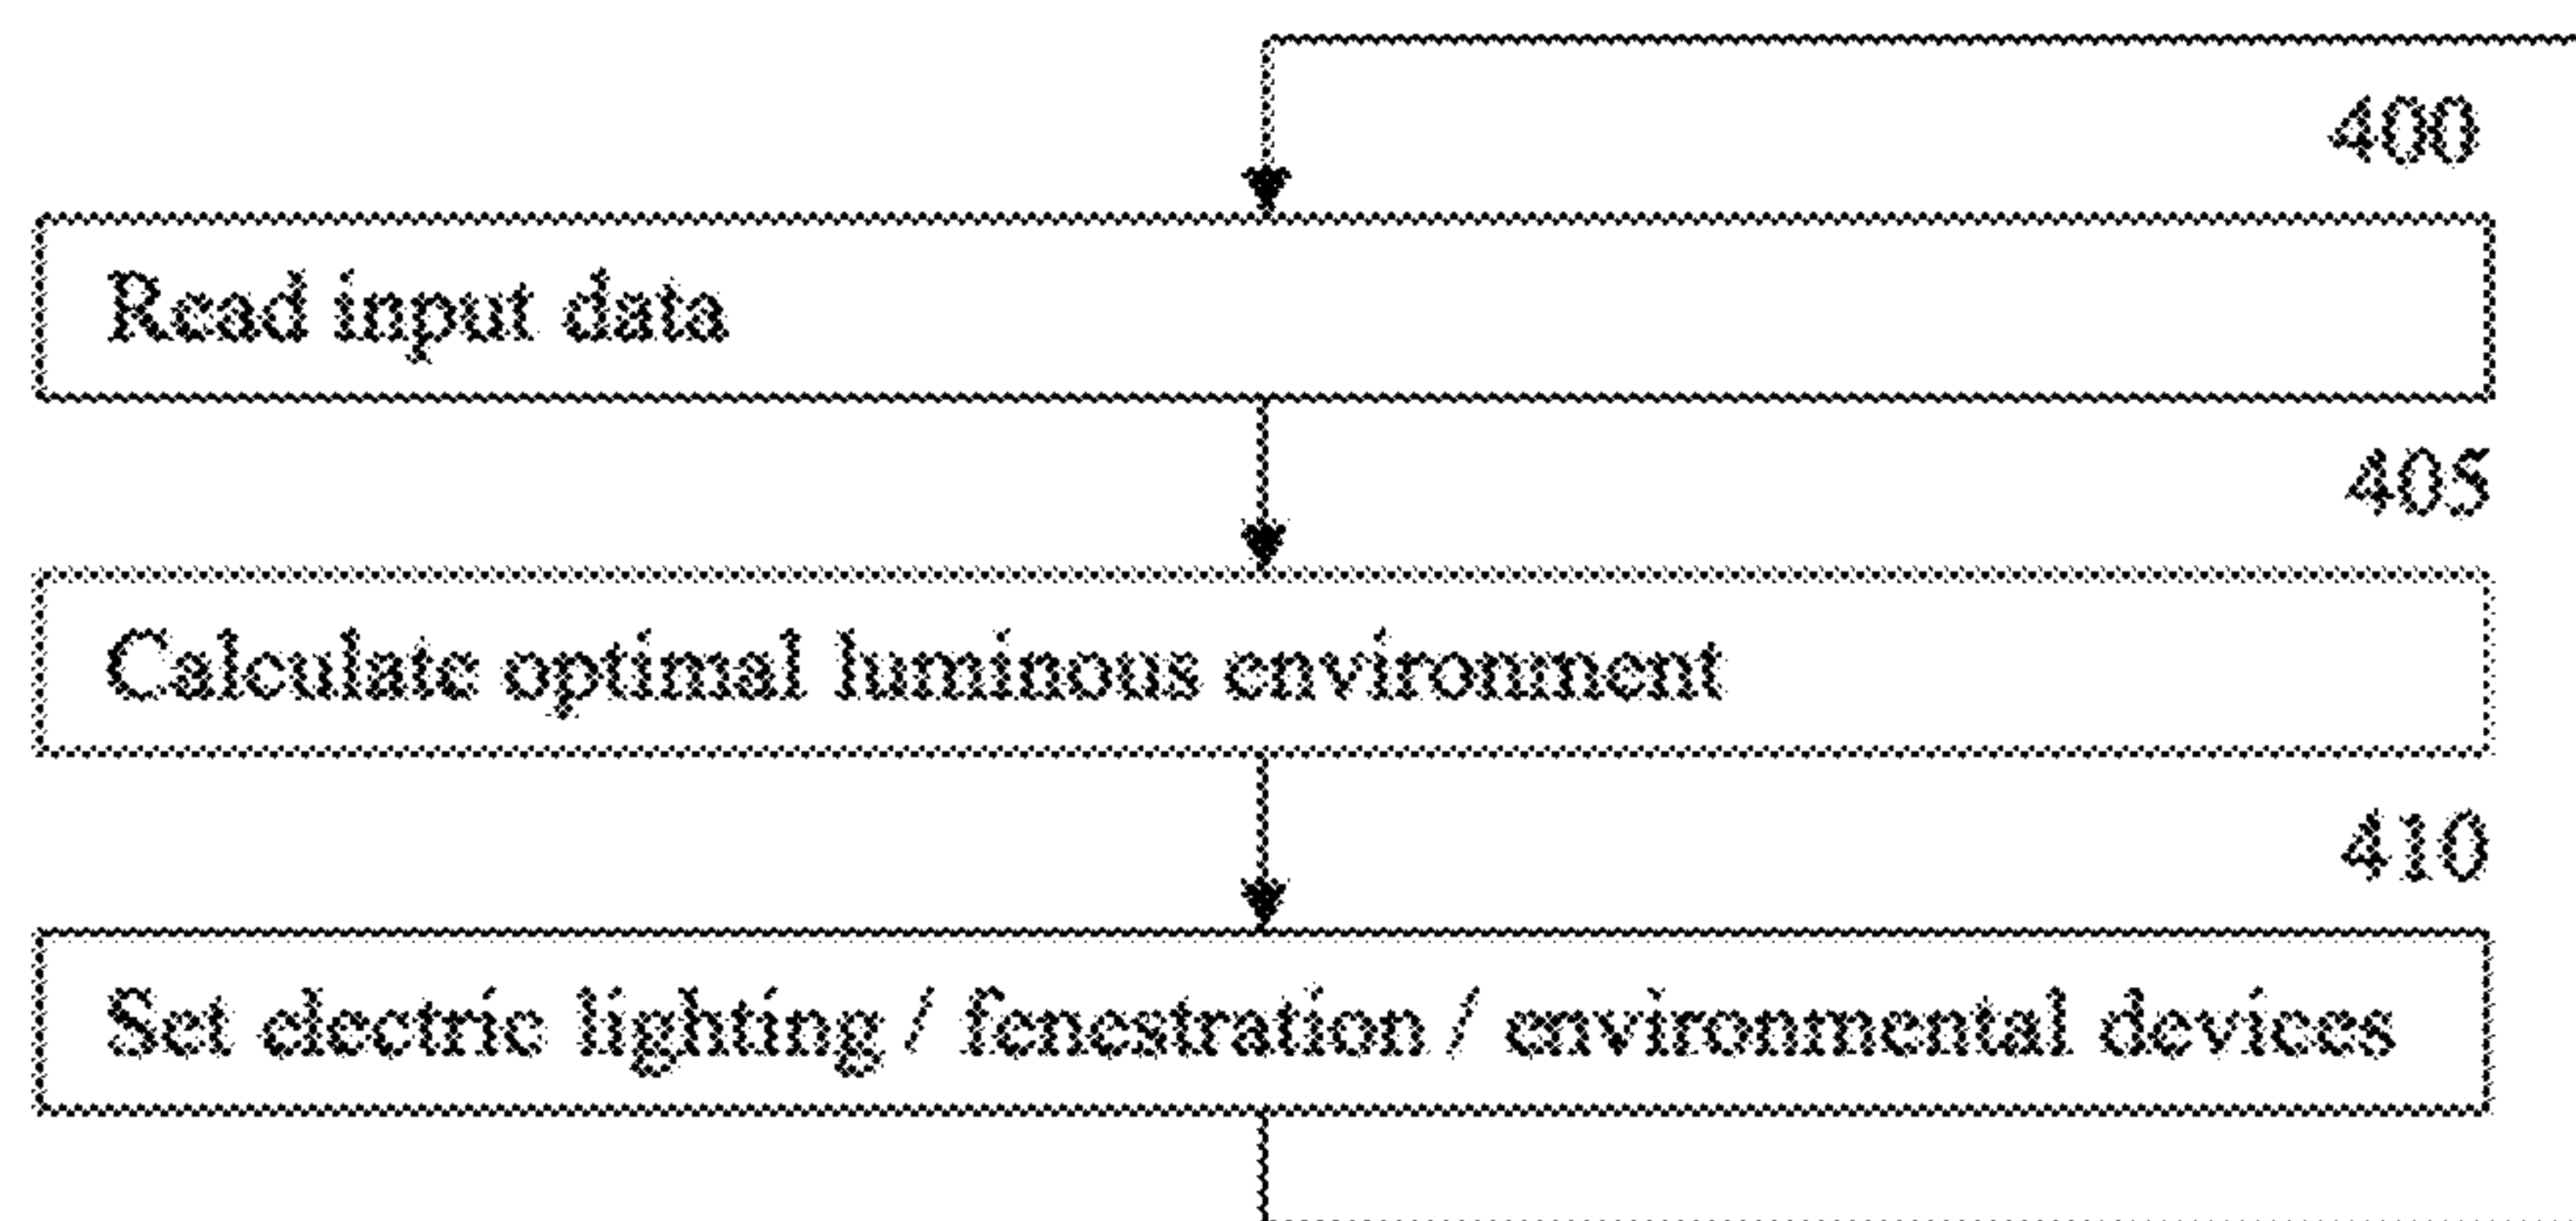 400
Read input data
405
Calculate optimal luminous environment
410
Set electric lighting / fenestration / environmental devices